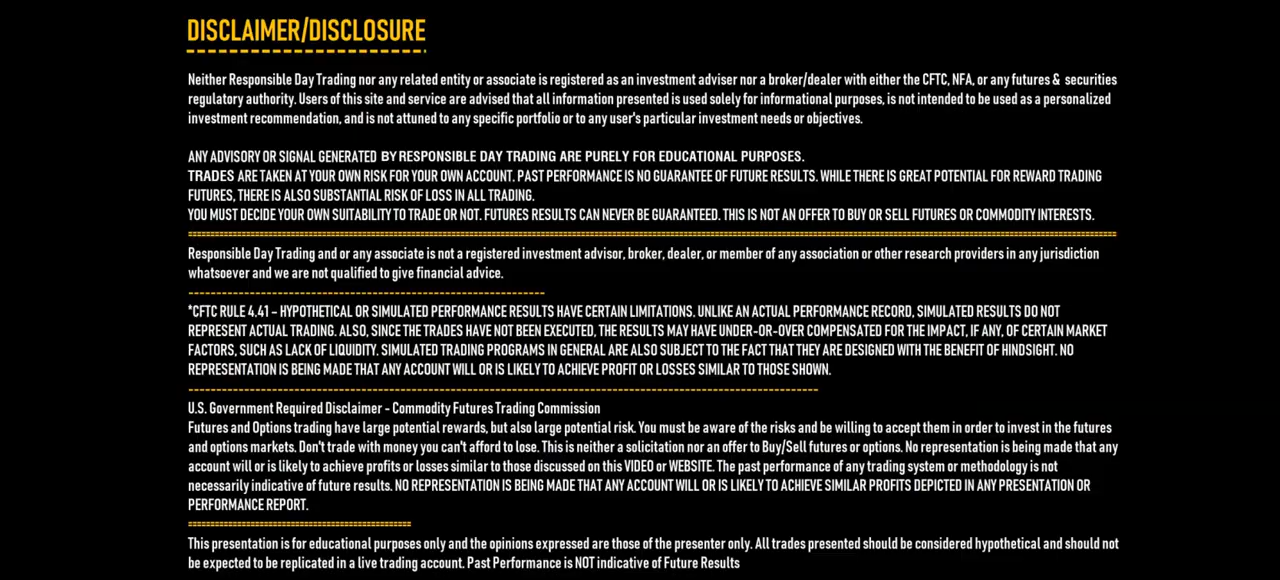 DISCLAIMER/DISCLOSURE
Neither Responsible Day Trading nor any related entity or associate is registered as an investment adviser nor a broker/dealer with either the CFTC, NFA, or any futures & securities
regulatory authority. Users of this site and service are advised that all information presented is used solely for informational purposes, is not intended to be used as a personalized
investment recommendation, and is not attuned to any specific portfolio or to any user's particular investment needs or objectives.
ANY ADVISORY OR SIGNAL GENERATED BY RESPONSIBLE DAY TRADING ARE PURELY FOR EDUCATIONAL PURPOSES.
TRADES ARE TAKEN AT YOUR OWN RISK FOR YOUR OWN ACCOUNT. PAST PERFORMANCE IS NO GUARANTEE OF FUTURE RESULTS. WHILE THERE IS GREAT POTENTIAL FOR REWARD TRADING
FUTURES, THERE IS ALSO SUBSTANTIAL RISK OF LOSS IN ALL TRADING.
YOU MUST DECIDE YOUR OWN SUITABILITY TO TRADE OR NOT. FUTURES RESULTS CAN NEVER BE GUARANTEED. THIS IS NOT AN OFFER TO BUY OR SELL FUTURES OR COMMODITY INTERESTS.
Responsible Day Trading and or any associate is not a registered investment advisor, broker, dealer, or member of any association or other research providers in any jurisdiction
whatsoever and we are not qualified to give financial advice.
*CFTC RULE 4.41 - HYPOTHETICAL OR SIMULATED PERFORMANCE RESULTS HAVE CERTAIN LIMITATIONS. UNLIKE AN ACTUAL PERFORMANCE RECORD, SIMULATED RESULTS DO NOT
REPRESENT ACTUAL TRADING. ALSO, SINCE THE TRADES HAVE NOT BEEN EXECUTED, THE RESULTS MAY HAVE UNDER-OR-OVER COMPENSATED FOR THE IMPACT, IF ANY, OF CERTAIN MARKET
FACTORS, SUCH AS LACK OF LIQUIDITY. SIMULATED TRADING PROGRAMS IN GENERAL ARE ALSO SUBJECT TO THE FACT THAT THEY ARE DESIGNED WITH THE BENEFIT OF HINDSIGHT. NO
REPRESENTATION IS BEING MADE THAT ANY ACCOUNT WILL OR IS LIKELY TO ACHIEVE PROFIT OR LOSSES SIMILAR TO THOSE SHOWN.
U.S. Government Required Disclaimer - Commodity Futures Trading Commission
Futures and Options trading have large potential rewards, but also large potential risk. You must be aware of the risks and be willing to accept them in order to invest in the futures
and options markets. Don't trade with money you can't afford to lose. This is neither a solicitation nor an offer to Buy/Sell futures or options. No representation is being made that any
account will or is likely to achieve profits or losses similar to those discussed on this VIDEO or WEBSITE. The past performance of any trading system or methodology is not
necessarily indicative of future results. NO REPRESENTATION IS BEING MADE THAT ANY ACCOUNT WILL OR IS LIKELY TO ACHIEVE SIMILAR PROFITS DEPICTED IN ANY PRESENTATION OR
PERFORMANCE REPORT.
This presentation is for educational purposes only and the opinions expressed are those of the presenter only. All trades presented should be considered hypothetical and should not
be expected to be replicated in a live trading account. Past Performance is NOT indicative of Future Results